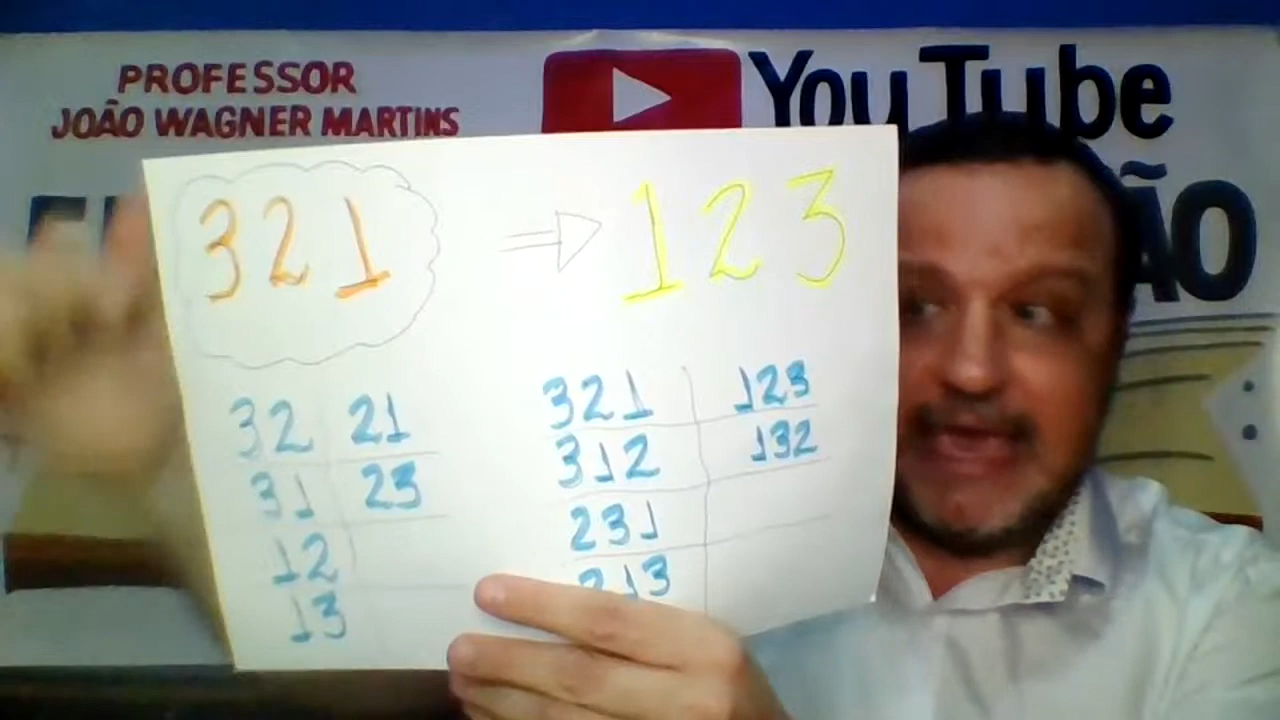 PROFESSOR
JOÃO WAGNER MARTINS
YouTube
ÃO
321 ⇒ 123
32 21
31 23
12
13
321 123
312 132
231
213